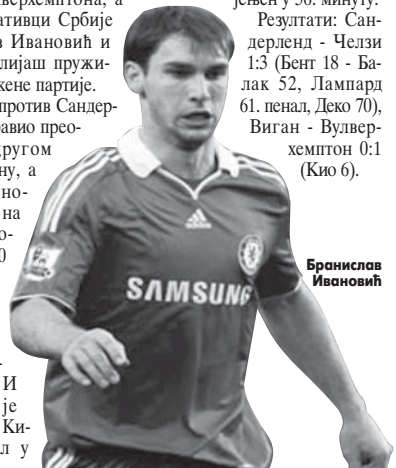 верхемптона, а
ативци Србије
в Ивановић и
лијаш пружи-
жене партије.
против Сандер-
равио прео-
другом
ну, а
но-
на
о-
0
-
И
је
Ки-
л у
јењен у 56. минуту.
Резултати: Сан-
дерленд - Челзи
1:3 (Бент 18 - Ба-
лак 52, Лампард
61. пенал, Деко 70),
Виган - Вулвер-
хемптон 0:1
(Кио 6).
Бранислав
Ивановић
adidas
SAMSUNG